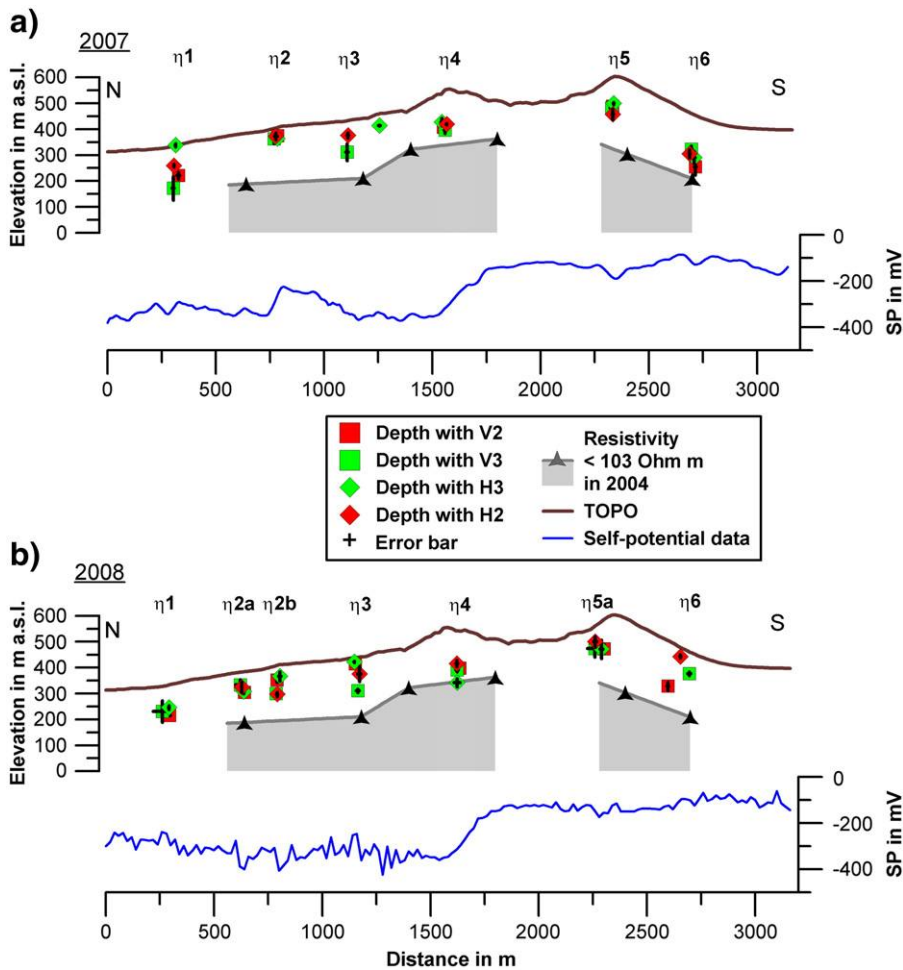 a)
2007
η1 η2 η3 η4 η5 η6
N S
Elevation in m a.s.l.
600
500
400
300
200
100
0
SP in mV
0
-200
-400
0 500 1000 1500 2000 2500 3000
Depth with V2
Depth with V3
Depth with H3
Depth with H2
Error bar
Resistivity
< 103 Ohm m
in 2004
TOPO
Self-potential data
b)
2008
η1 η2a η2b η3 η4 η5a η6
N S
Elevation in m a.s.l.
600
500
400
300
200
100
0
SP in mV
0
-200
-400
0 500 1000 1500 2000 2500 3000
Distance in m